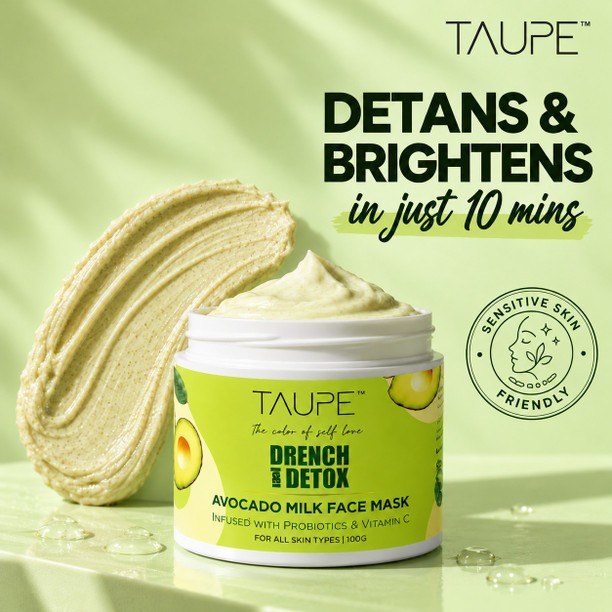 TAUPE™
DETANS &
BRIGHTENS
in just 10 mins
SENSITIVE SKIN
FRIENDLY
TAUPE™
The color of self love
DRENCH
DETOX
AVOCADO MILK FACE MASK
INFUSED WITH PROBIOTICS & VITAMIN C
FOR ALL SKIN TYPES | 100G